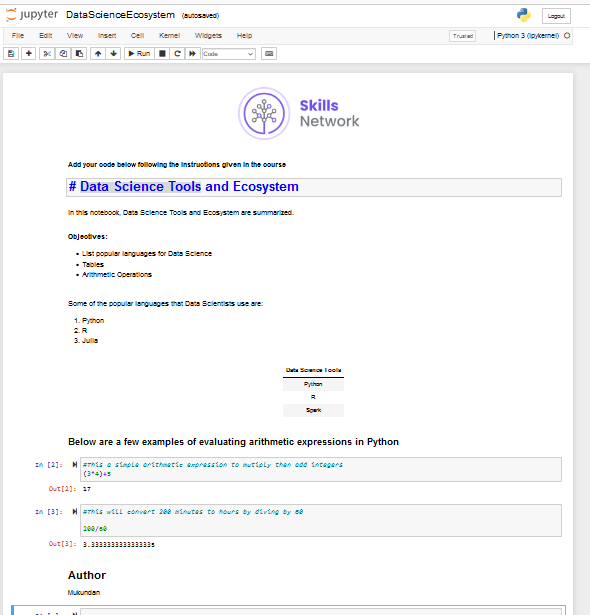 jupyter DataScienceEcosystem (autosaved) Logout
File Edit View Insert Cell Kernel Widgets Help Trusted Python 3 (ipykernel)
Run Code
Skills
Network
Add your code below following the instructions given in the course
# Data Science Tools and Ecosystem
In this notebook, Data Science Tools and Ecosystem are summarized.
Objectives:
• List popular languages for Data Science
• Tables
• Arithmetic Operations
Some of the popular languages that Data Scientists use are:
1. Python
2. R
3. Julia
Data Science Tools
Python
R
Spark
Below are a few examples of evaluating arithmetic expressions in Python
In [2]: #This a simple arithmetic expression to mutiply then add integers
(3*4)+5
Out[2]: 17
In [3]: #This will convert 200 minutes to hours by diving by 60
200/60
Out[3]: 3.3333333333333335
Author
Mukundan